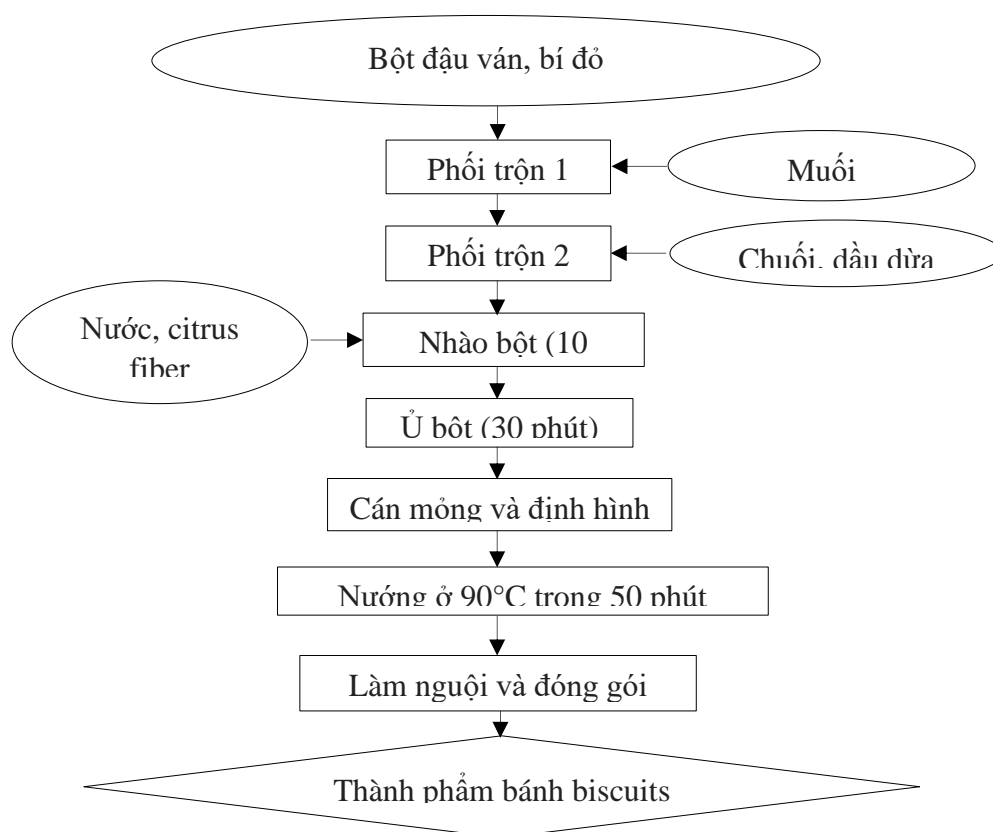 Bột đậu ván, bí đỏ
Phối trộn 1
Muối
Phối trộn 2
Chuối, dầu dừa
Nước, citrus
fiber
Nhào bột (10
Ủ bột (30 phút)
Cán mỏng và định hình
Nướng ở 90°C trong 50 phút
Làm nguội và đóng gói
Thành phẩm bánh biscuits